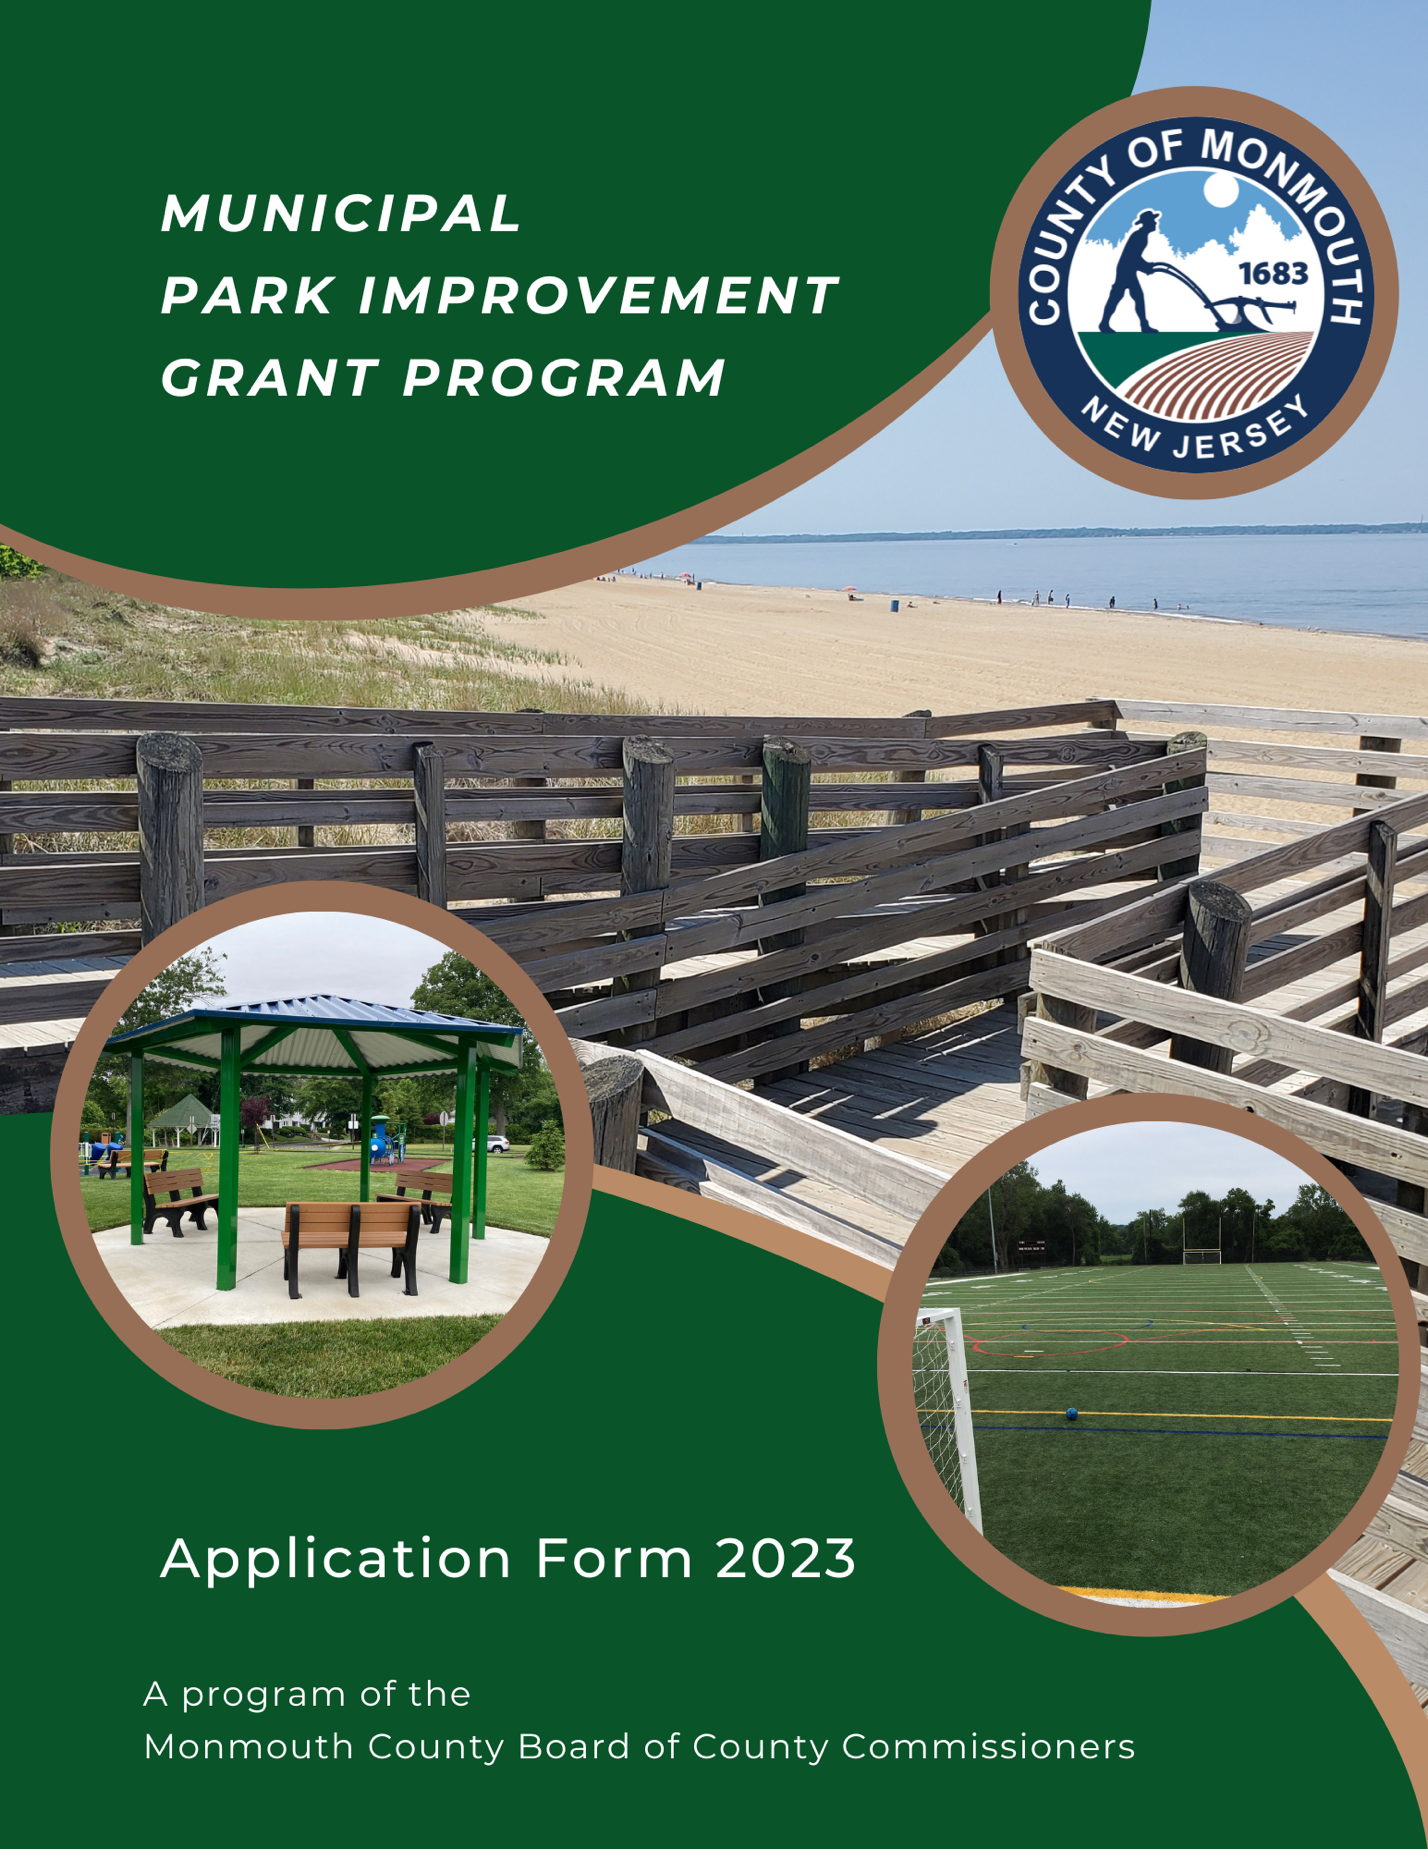 MUNICIPAL
PARK IMPROVEMENT
GRANT PROGRAM
COUNTY OF MONMOUTH
1683
NEW JERSEY
Application Form 2023
A program of the
Monmouth County Board of County Commissioners